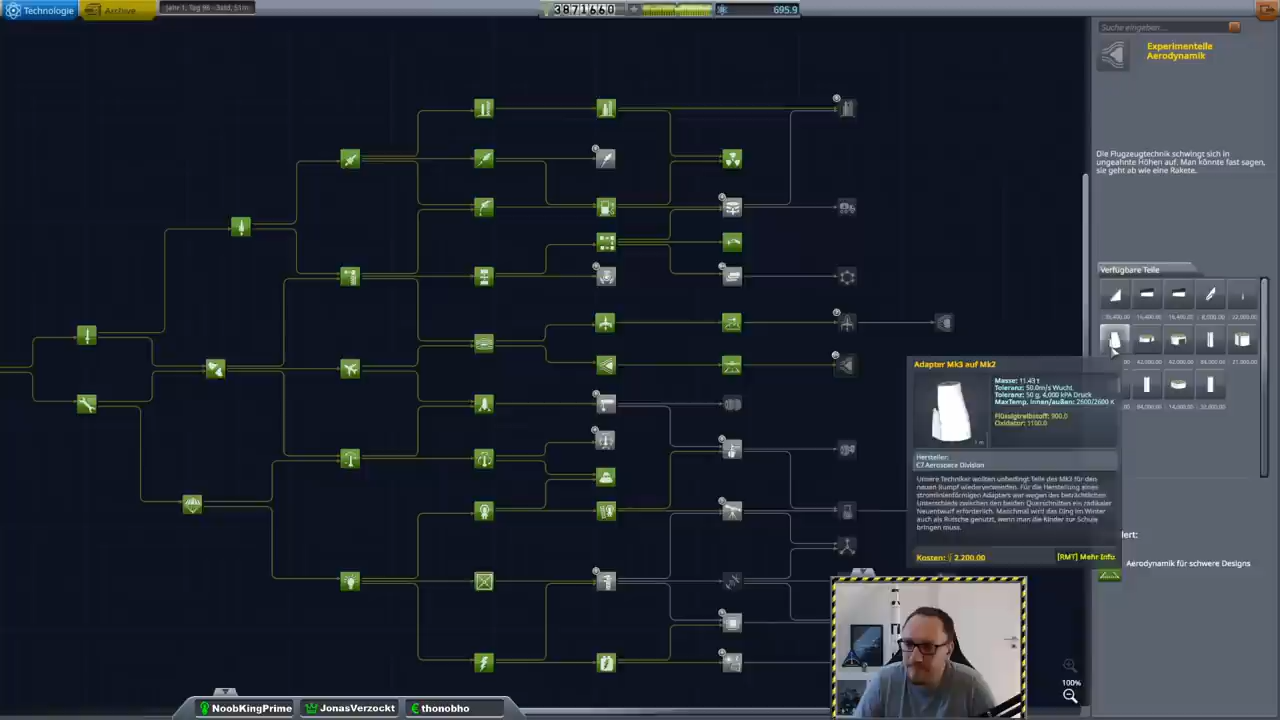 Technologie
Archive
3871660
695.9
Suche eingeben...
Experimentelle
Aerodynamik
Die Flugzeugtechnik schwingt sich in
ungeahnte Höhen auf. Man könnte fast sagen,
sie geht ab wie eine Rakete.
Verfügbare Teile
Adapter Mk3 auf Mk2
Masse: 11.43 t
Toleranz: 50.0m/s Wucht
Toleranz: 50 g, 4,000 kPA Druck
MaxTemp. innen/außen: 2600/2600 K
Flüssigtreibstoff: 900.0
Oxidator: 1100.0
1 m
Hersteller:
C7 Aerospace Division
Unsere Techniker wollten unbedingt Teile des Mk3 für den
neuen Rumpf wiederverwenden. Für die Herstellung eines
stromlinienförmigen Adapters war wegen des beträchtlichen
Unterschieds zwischen den beiden Querschnitten ein radikaler
Neuentwurf erforderlich. Manchmal wird das Ding im Winter
auch als Rutsche genutzt, wenn man die Kinder zur Schule
bringen muss.
Kosten: 2,200.00
[RMT] Mehr Info
dert:
Aerodynamik für schwere Designs
100%
NoobKingPrime
JonasVerzockt
thonobho